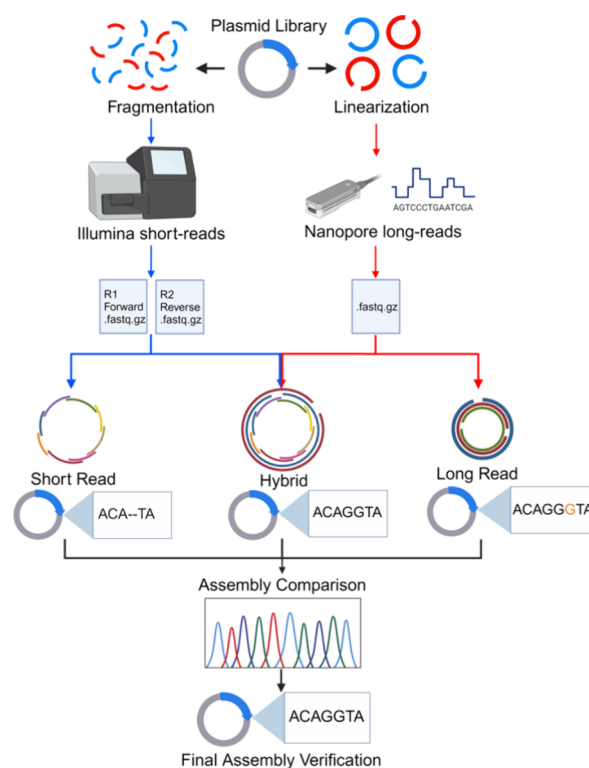 Plasmid Library
Fragmentation
Linearization
AGTCCCTGAATCGA
Illumina short-reads
Nanopore long-reads
R1
Forward
.fastq.gz
R2
Reverse
.fastq.gz
.fastq.gz
Short Read
Hybrid
Long Read
ACA--TA
ACAGGTA
ACAGGGTA
Assembly Comparison
ACAGGTA
Final Assembly Verification